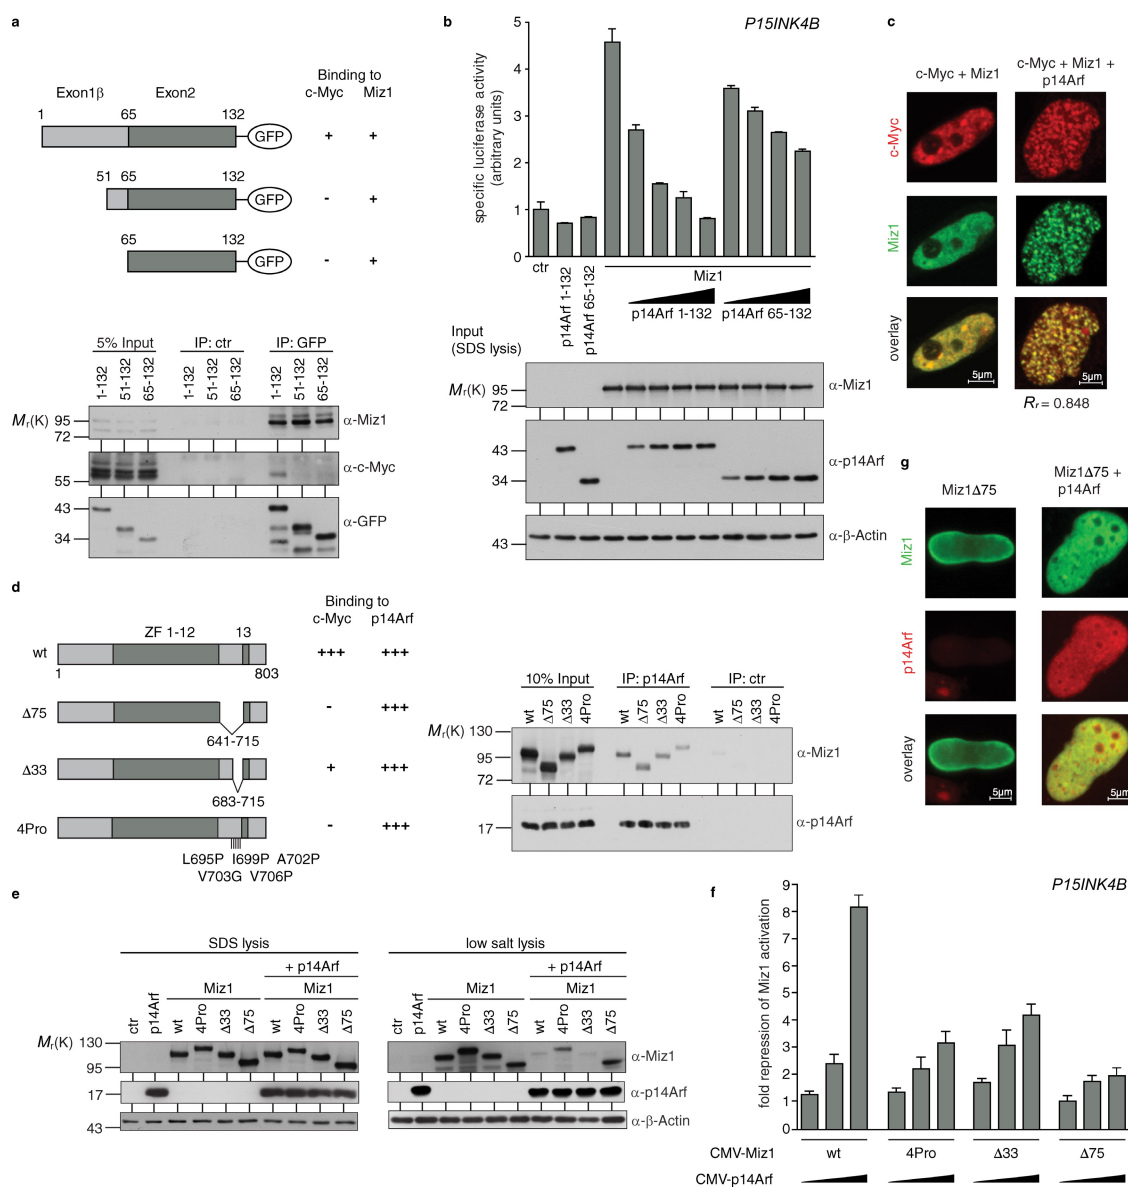 a
Binding to
c-Myc Miz1
Exon1β Exon2
1 65 132
GFP + +
51 65 132
GFP - +
65 132
GFP - +
5% Input IP: ctr IP: GFP
1-132 51-132 65-132 1-132 51-132 65-132 1-132 51-132 65-132
Mr(K) 95
72
α-Miz1
55
α-c-Myc
43
34
α-GFP
b
P15INK4B
specific luciferase activity
(arbitrary units)
5
4
3
2
1
0
ctr
p14Arf 1-132
p14Arf 65-132
Miz1
p14Arf 1-132 p14Arf 65-132
Input
(SDS lysis)
Mr(K) 95
72
α-Miz1
43
34
α-p14Arf
43
α-β-Actin
c
c-Myc + Miz1
c-Myc + Miz1 +
p14Arf
c-Myc
Miz1
overlay
5µm 5µm
Rr = 0.848
d
Binding to
c-Myc p14Arf
ZF 1-12 13
wt +++ +++
1 803
Δ75 - +++
641-715
Δ33 + +++
683-715
4Pro - +++
L695P I699P A702P
V703G V706P
10% Input IP: p14Arf IP: ctr
wt Δ75 Δ33 4Pro wt Δ75 Δ33 4Pro wt Δ75 Δ33 4Pro
Mr(K) 130
95
72
α-Miz1
17
α-p14Arf
g
Miz1Δ75
Miz1Δ75 +
p14Arf
Miz1
p14Arf
overlay
5µm 5µm
e
SDS lysis low salt lysis
+ p14Arf + p14Arf
Miz1 Miz1 Miz1 Miz1
ctr p14Arf wt 4Pro Δ33 Δ75 wt 4Pro Δ33 Δ75 ctr p14Arf wt 4Pro Δ33 Δ75 wt 4Pro Δ33 Δ75
Mr(K) 130
95
α-Miz1
17
α-p14Arf
43
α-β-Actin
f
P15INK4B
fold repression of Miz1 activation
9
8
7
6
5
4
3
2
1
0
CMV-Miz1 wt 4Pro Δ33 Δ75
CMV-p14Arf